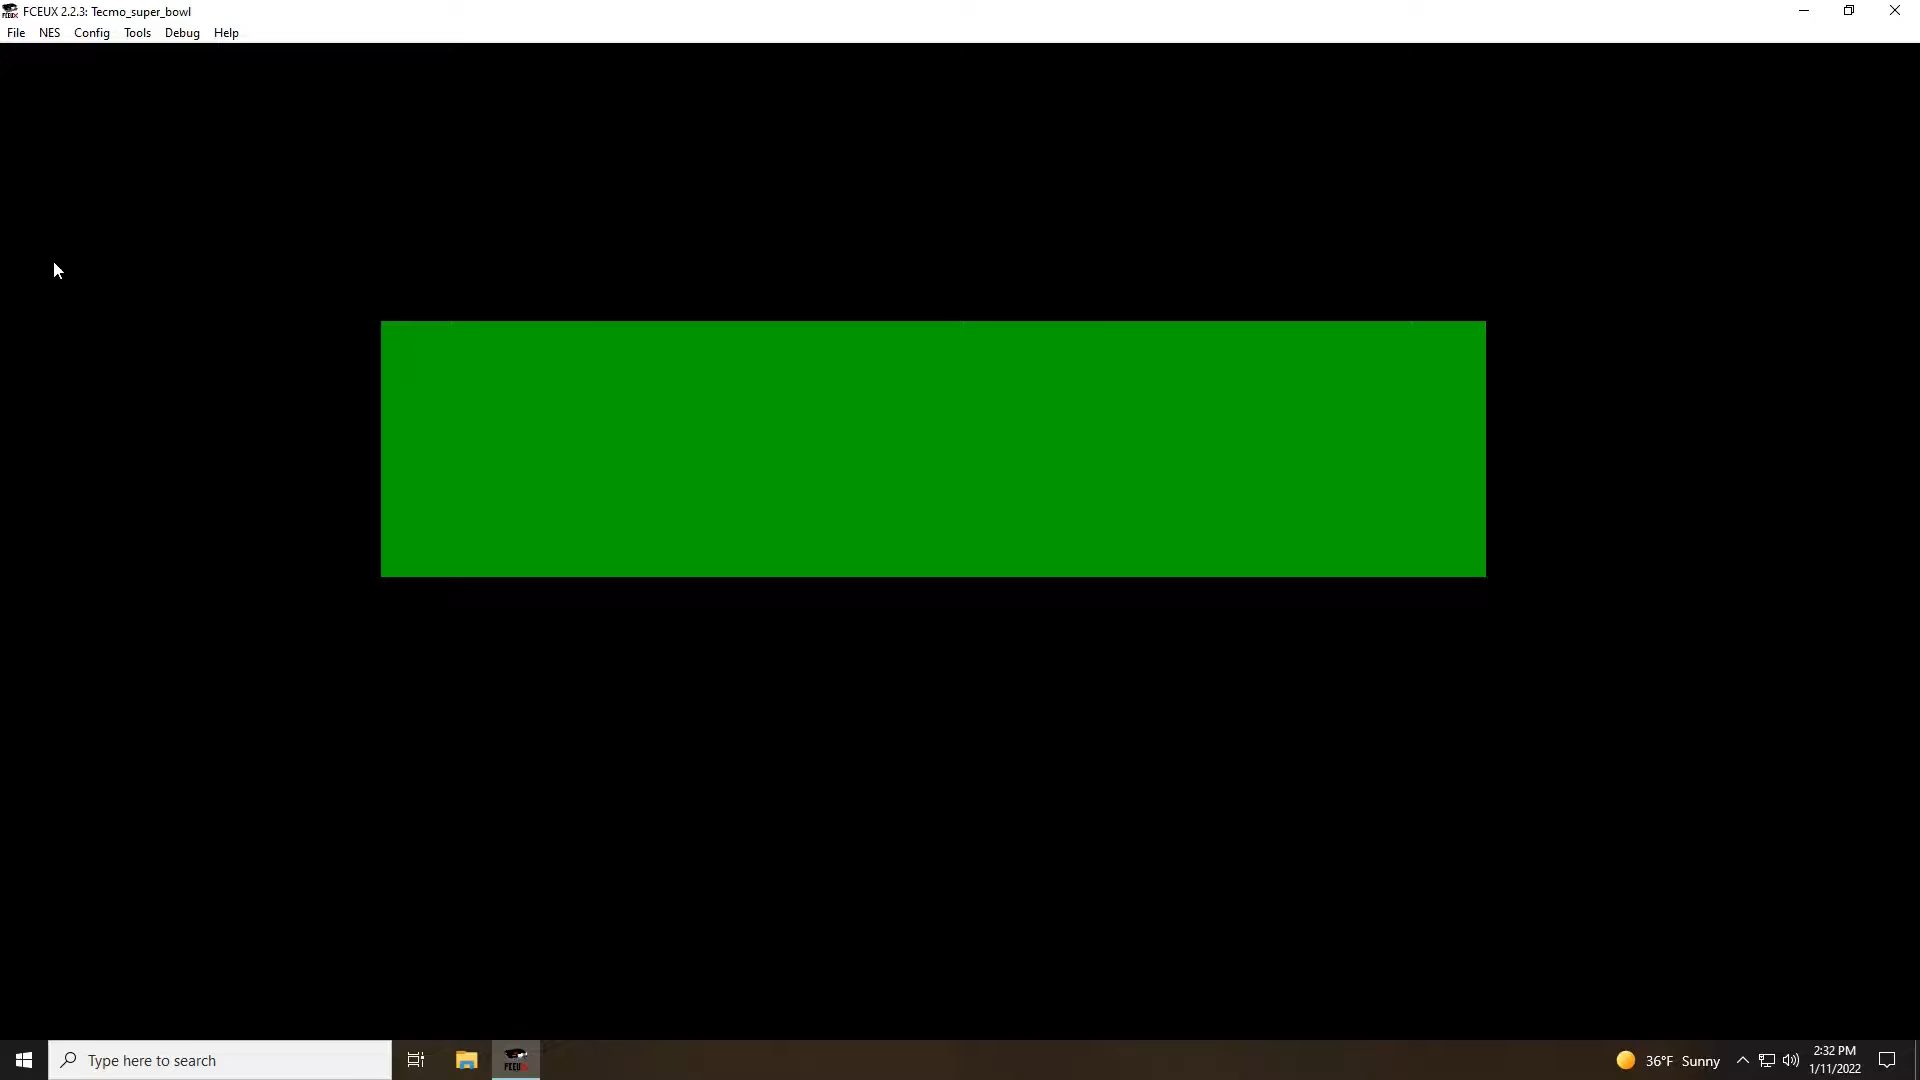 FCEUX 2.2.3: Tecmo_super_bowl
File NES Config Tools Debug Help
Type here to search
36°F Sunny
2:32 PM
1/11/2022